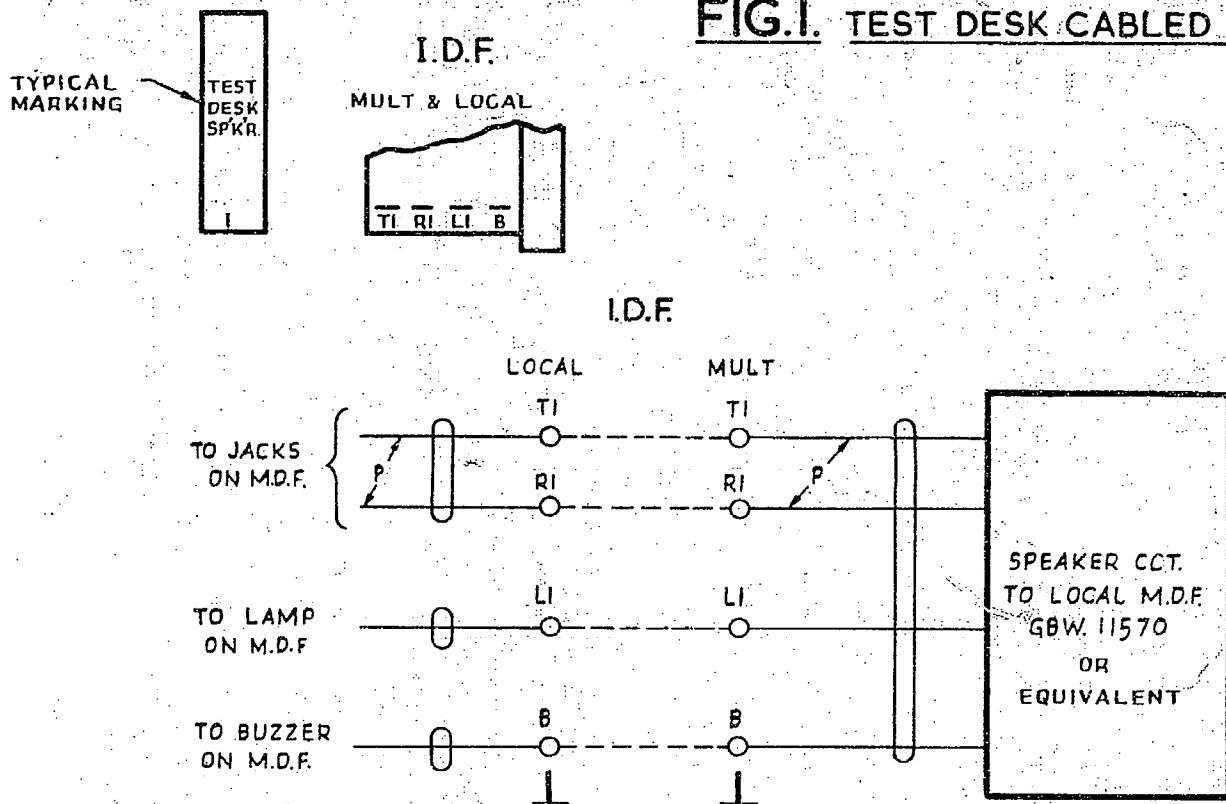 FIG.1. TEST DESK CABLED
I.D.F.
TYPICAL
MARKING
TEST
DESK
SP'K'R.
1
MULT & LOCAL
T1 R1 L1 B
I.D.F.
LOCAL MULT
T1 T1
TO JACKS
ON M.D.F.
P P
R1 R1
SPEAKER CCT.
TO LOCAL M.D.F.
GBW. 11570
OR
EQUIVALENT
L1 L1
TO LAMP
ON M.D.F
B B
TO BUZZER
ON M.D.F.